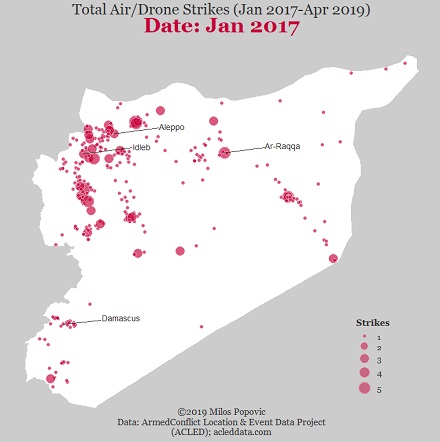 Total Air/Drone Strikes (Jan 2017-Apr 2019)
Date: Jan 2017
Aleppo
Idleb
Ar-Raqqa
Damascus
Strikes
1
2
3
4
5
©2019 Milos Popovic
Data: ArmedConflict Location & Event Data Project
(ACLED); acleddata.com